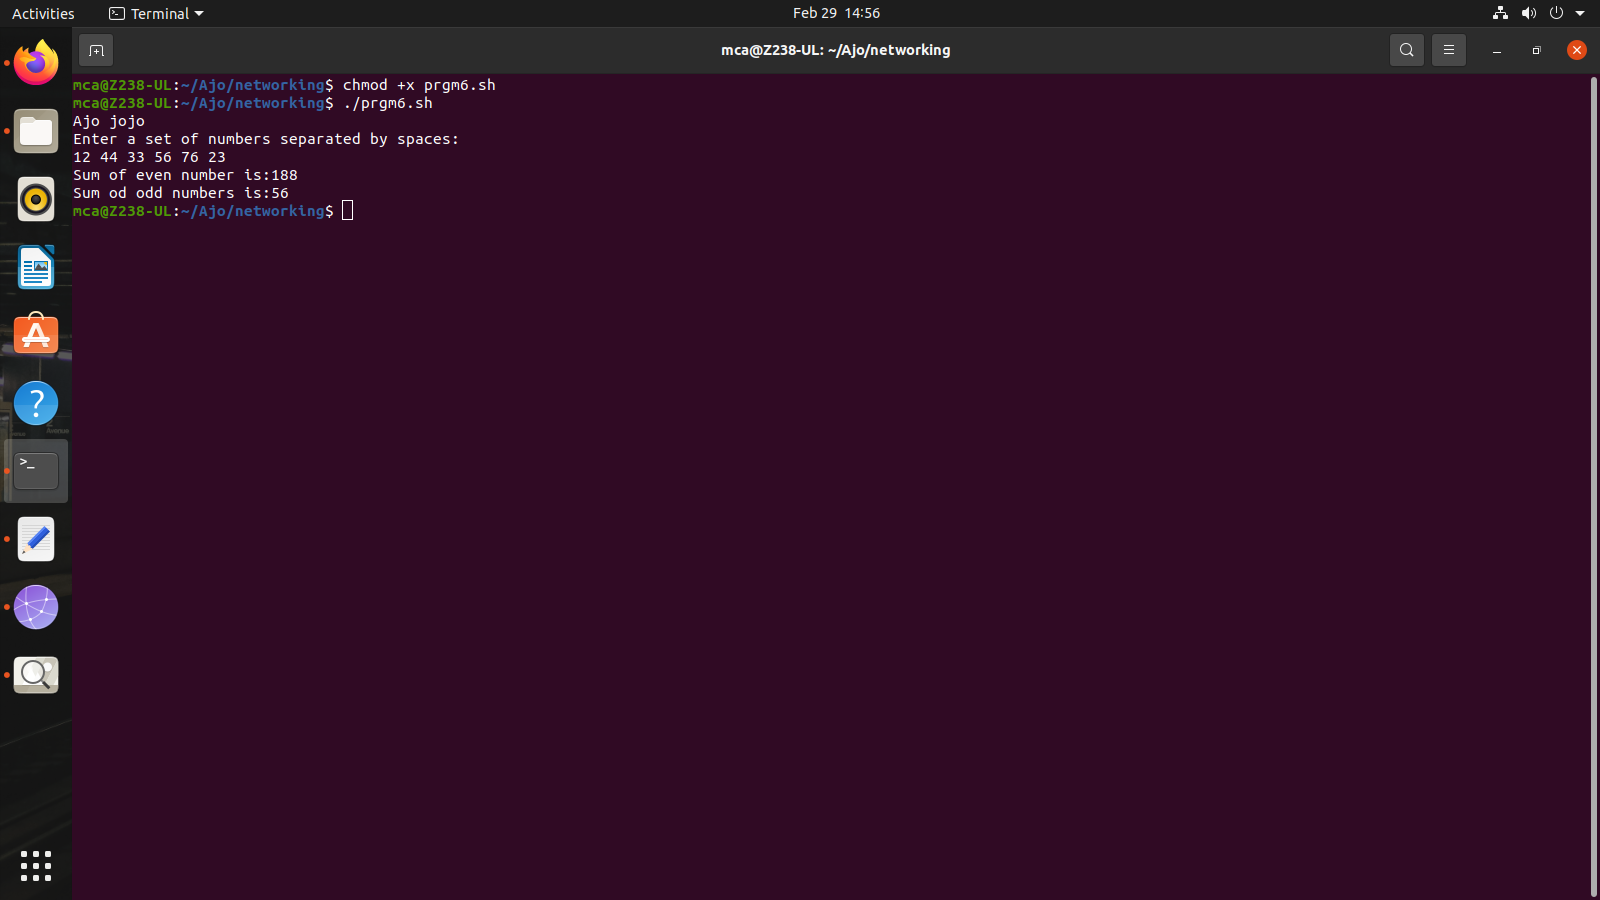 Activities
Terminal
Feb 29 14:56
mca@Z238-UL: ~/Ajo/networking
mca@Z238-UL:~/Ajo/networking$ chmod +x prgm6.sh
mca@Z238-UL:~/Ajo/networking$ ./prgm6.sh
Ajo jojo
Enter a set of numbers separated by spaces:
12 44 33 56 76 23
Sum of even number is:188
Sum od odd numbers is:56
mca@Z238-UL:~/Ajo/networking$